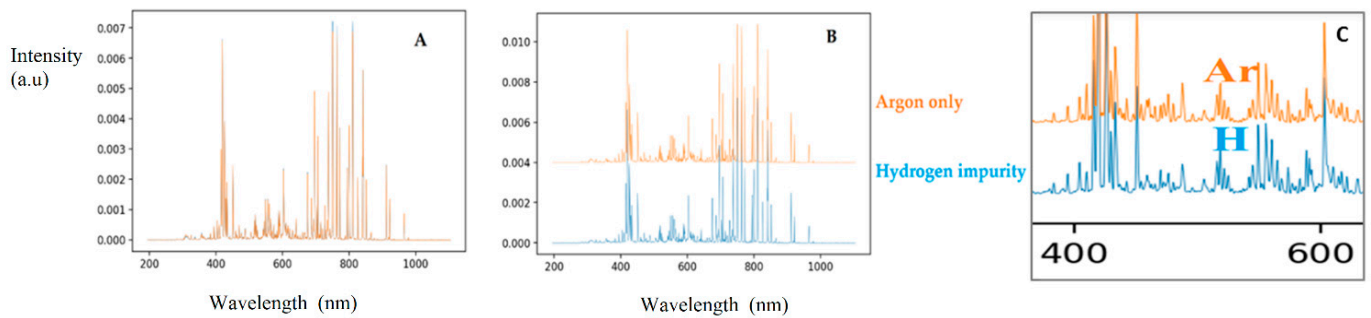 Intensity
(a.u)
0.007
0.006
0.005
0.004
0.003
0.002
0.001
0.000
A
200 400 600 800 1000
Wavelength (nm)
0.010
0.008
0.006
0.004
0.002
0.000
B
200 400 600 800 1000
Wavelength (nm)
Argon only
Hydrogen impurity
C
Ar
H
400 600